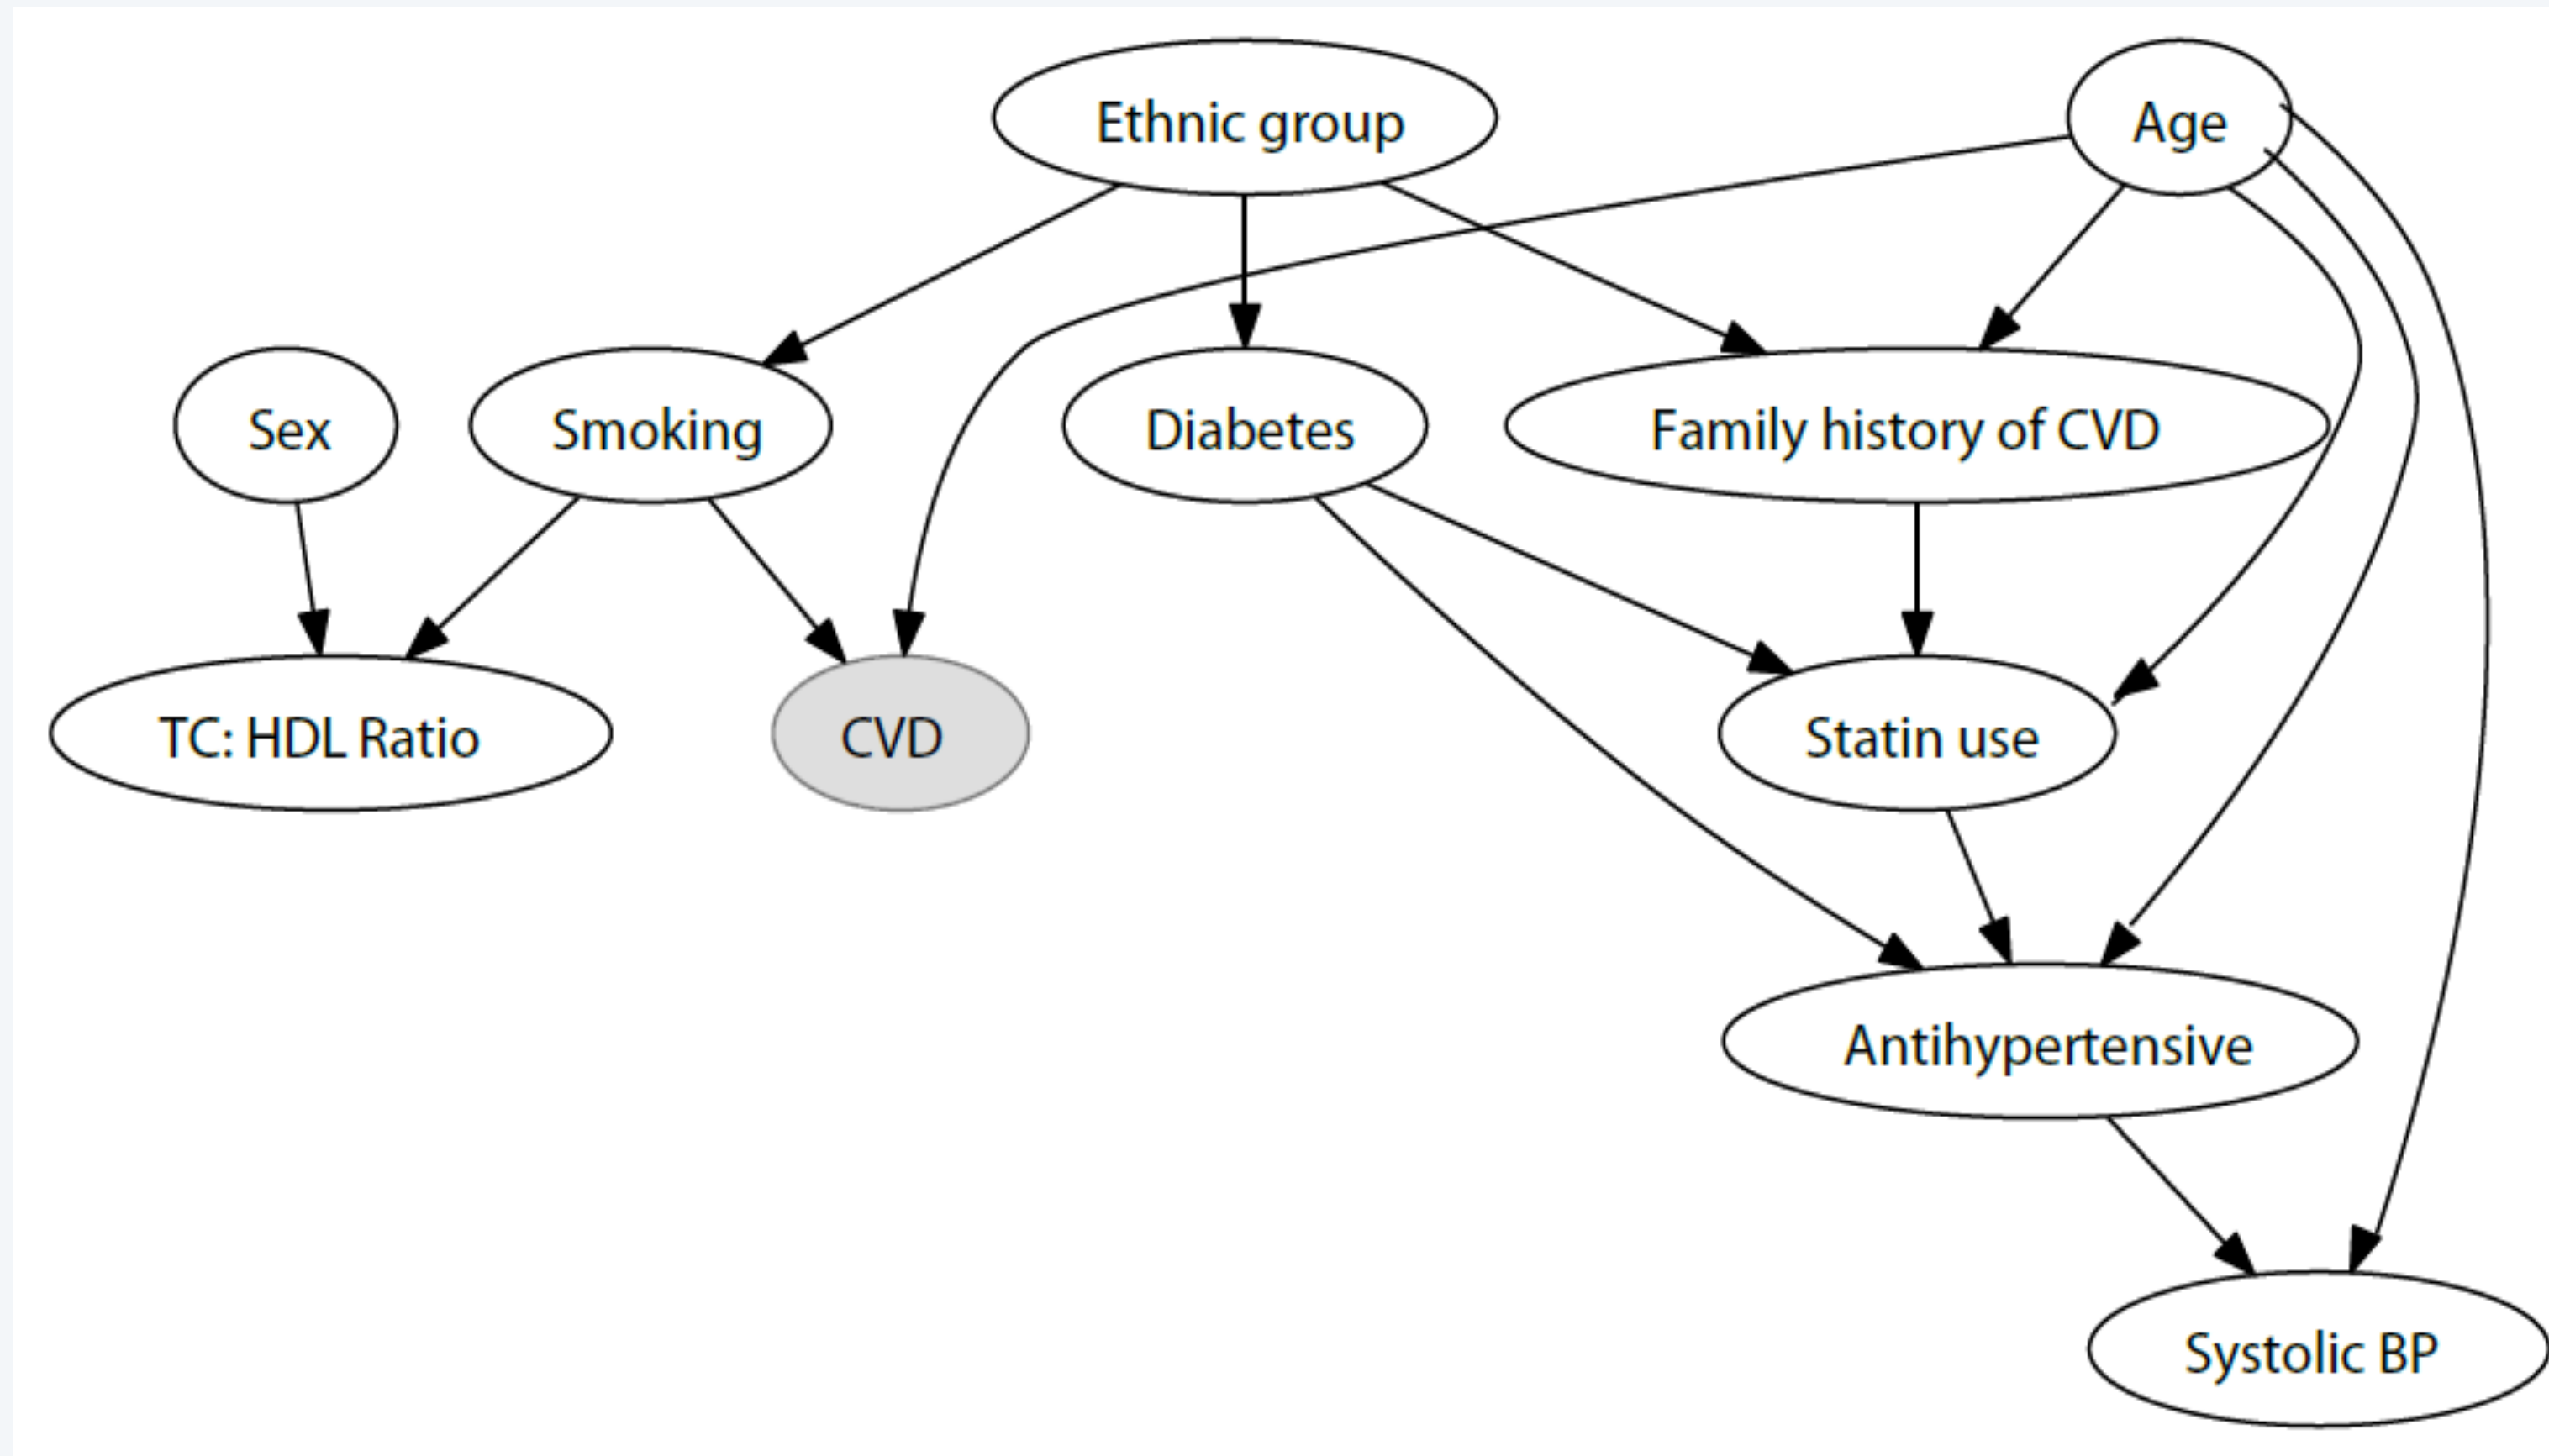 Ethnic group
Age
Sex
Smoking
Diabetes
Family history of CVD
TC: HDL Ratio
CVD
Statin use
Antihypertensive
Systolic BP